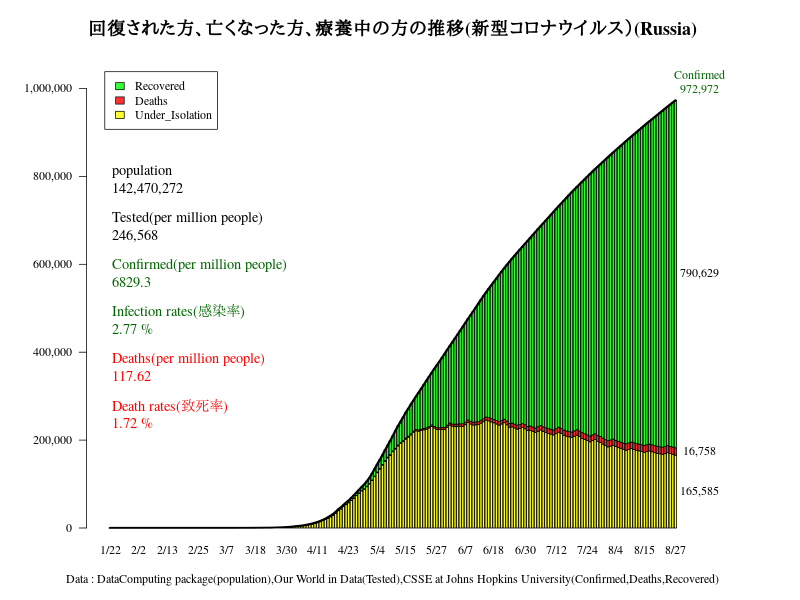 回復された方、亡くなった方、療養中の方の推移(新型コロナウイルス)(Russia)
Confirmed
972,972
Recovered
Deaths
Under_Isolation
1,000,000
800,000
600,000
400,000
200,000
0
population
142,470,272
Tested(per million people)
246,568
Confirmed(per million people)
6829.3
Infection rates(感染率)
2.77 %
Deaths(per million people)
117.62
Death rates(致死率)
1.72 %
790,629
16,758
165,585
1/22 2/2 2/13 2/25 3/7 3/18 3/30 4/11 4/23 5/4 5/15 5/27 6/7 6/18 6/30 7/12 7/24 8/4 8/15 8/27
Data : DataComputing package(population),Our World in Data(Tested),CSSE at Johns Hopkins University(Confirmed,Deaths,Recovered)